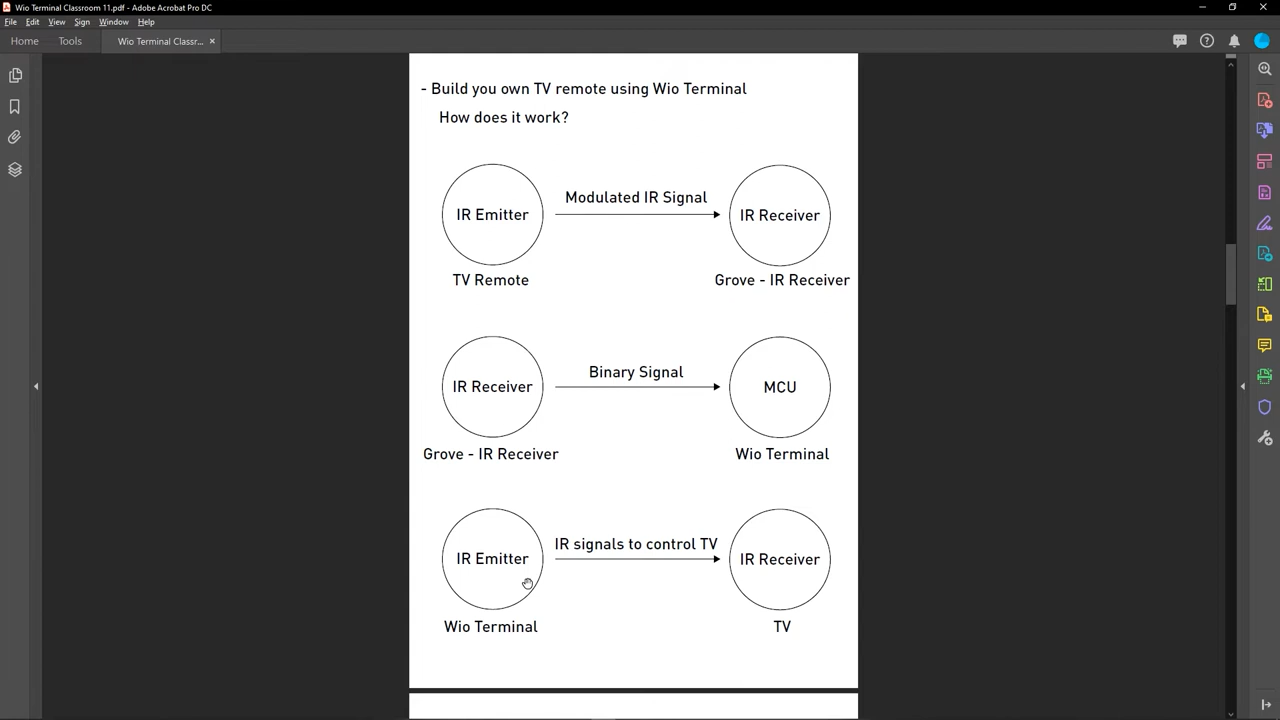 Wio Terminal Classroom 11.pdf - Adobe Acrobat Pro DC
File Edit View Sign Window Help
Home Tools Wio Terminal Classr... ×
- Build you own TV remote using Wio Terminal
How does it work?
Modulated IR Signal
IR Emitter IR Receiver
TV Remote Grove - IR Receiver
Binary Signal
IR Receiver MCU
Grove - IR Receiver Wio Terminal
IR signals to control TV
IR Emitter IR Receiver
Wio Terminal TV